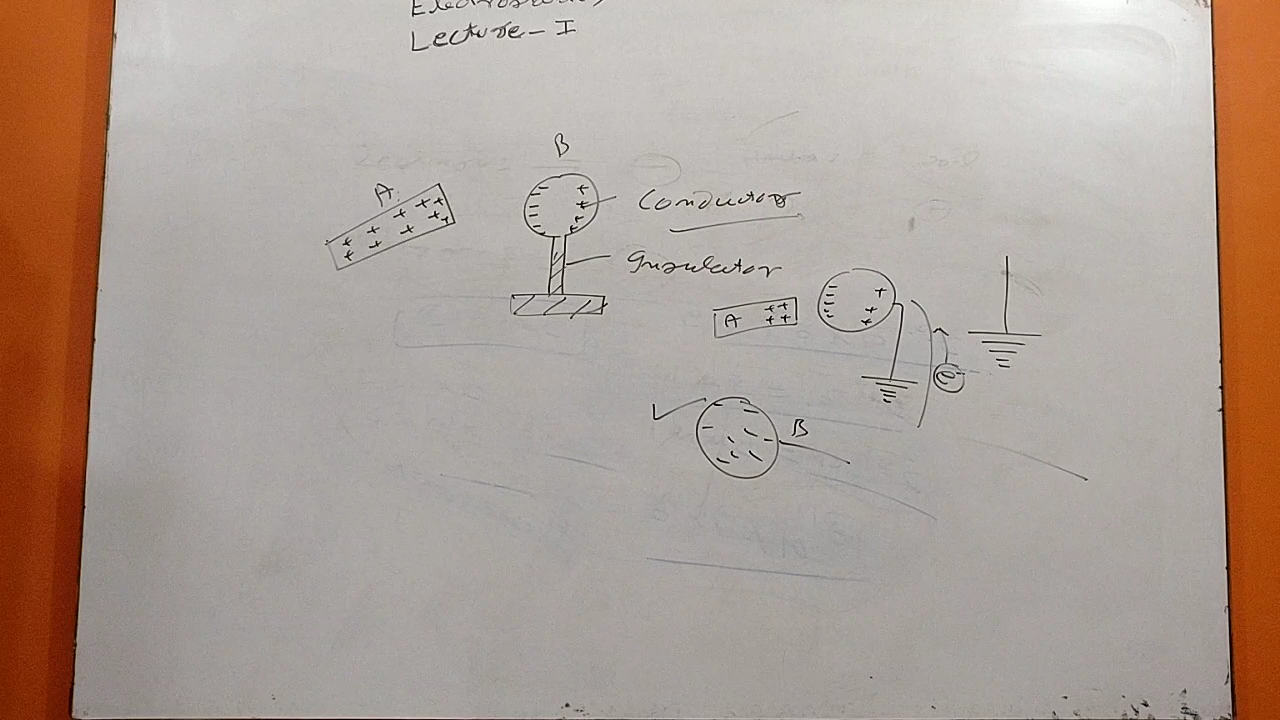 Lecture-I
B
A
Conductor
Insulator
A
e-
B